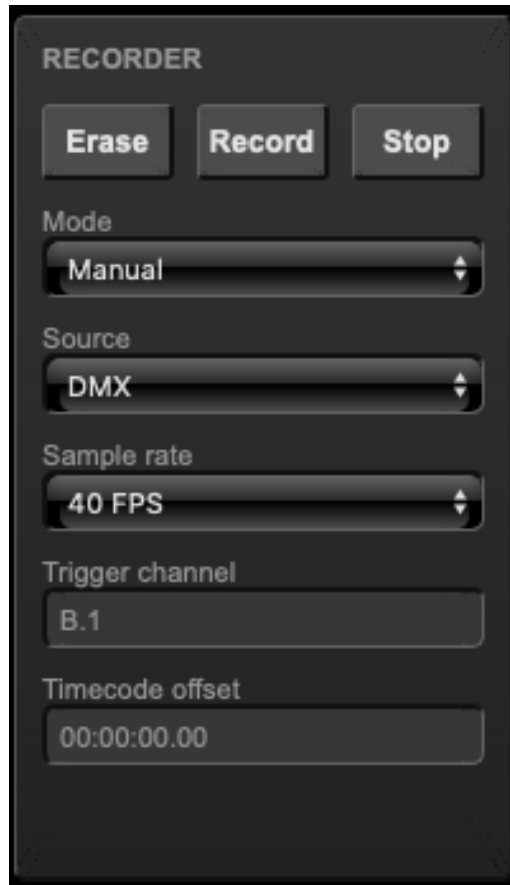 RECORDER
Erase Record Stop
Mode
Manual
Source
DMX
Sample rate
40 FPS
Trigger channel
B.1
Timecode offset
00:00:00.00